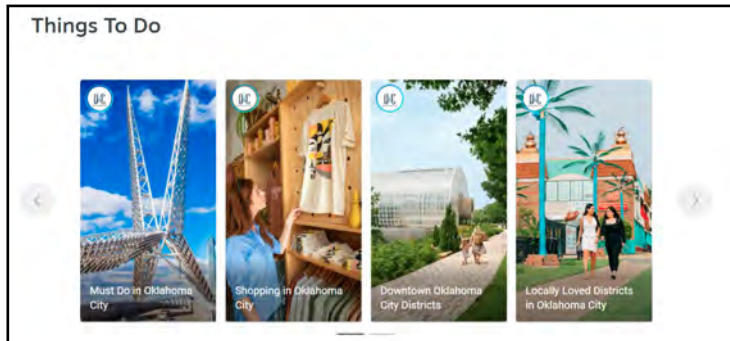 Things To Do
Must Do in Oklahoma
City
Shopping in Oklahoma
City
Downtown Oklahoma
City Districts
Locally Loved Districts
in Oklahoma City